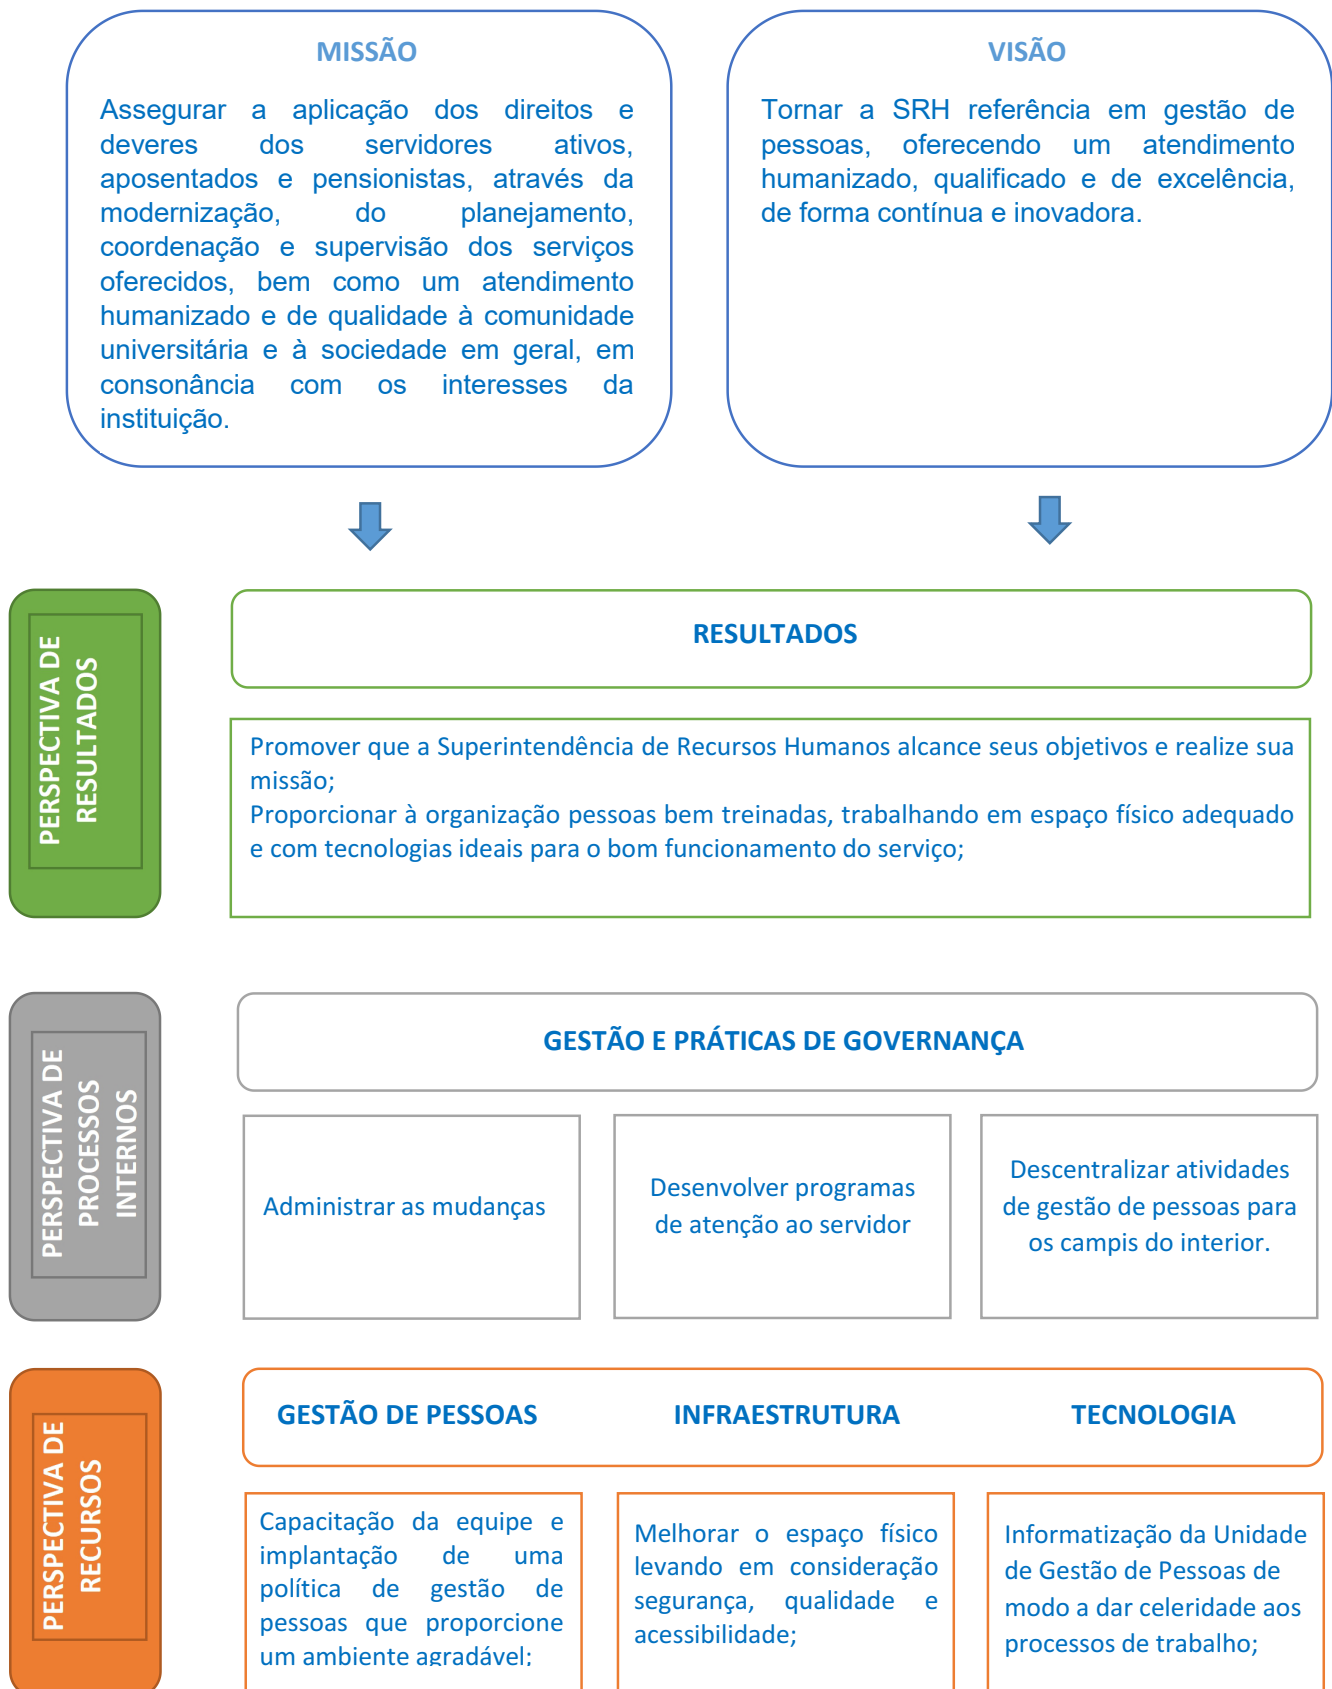 MISSÃO
Assegurar a aplicação dos direitos e
deveres dos servidores ativos,
aposentados e pensionistas, através da
modernização, do planejamento,
coordenação e supervisão dos serviços
oferecidos, bem como um atendimento
humanizado e de qualidade à comunidade
universitária e à sociedade em geral, em
consonância com os interesses da
instituição.
VISÃO
Tornar a SRH referência em gestão de
pessoas, oferecendo um atendimento
humanizado, qualificado e de excelência,
de forma contínua e inovadora.
PERSPECTIVA DE
RESULTADOS
RESULTADOS
Promover que a Superintendência de Recursos Humanos alcance seus objetivos e realize sua
missão;
Proporcionar à organização pessoas bem treinadas, trabalhando em espaço físico adequado
e com tecnologias ideais para o bom funcionamento do serviço;
PERSPECTIVA DE
PROCESSOS
INTERNOS
GESTÃO E PRÁTICAS DE GOVERNANÇA
Administrar as mudanças
Desenvolver programas
de atenção ao servidor
Descentralizar atividades
de gestão de pessoas para
os campis do interior.
PERSPECTIVA DE
RECURSOS
GESTÃO DE PESSOAS
INFRAESTRUTURA
TECNOLOGIA
Capacitação da equipe e
implantação de uma
política de gestão de
pessoas que proporcione
um ambiente agradável;
Melhorar o espaço físico
levando em consideração
segurança, qualidade e
acessibilidade;
Informatização da Unidade
de Gestão de Pessoas de
modo a dar celeridade aos
processos de trabalho;